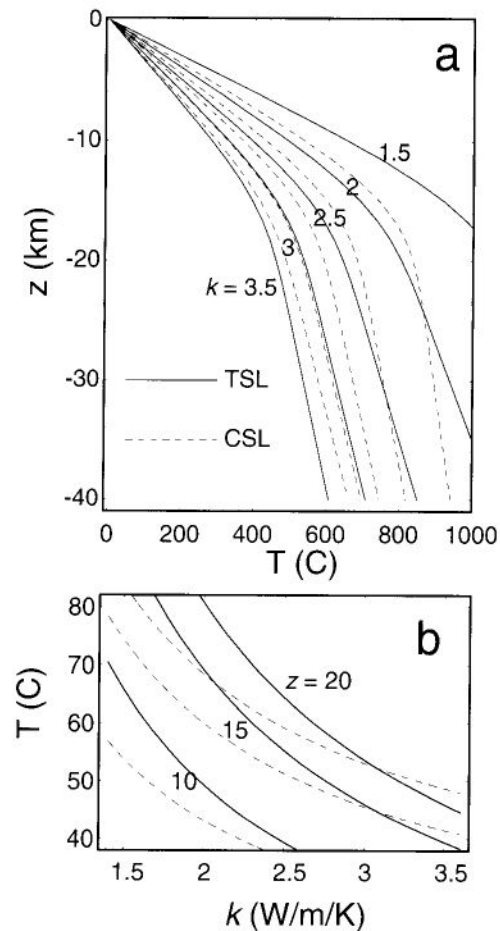 a
0
-10
-20
-30
-40
z (km)
1.5
2
2.5
3
k = 3.5
TSL
CSL
0 200 400 600 800 1000
T (C)
b
80
70
60
50
40
T (C)
z = 20
15
10
1.5 2 2.5 3 3.5
k (W/m/K)